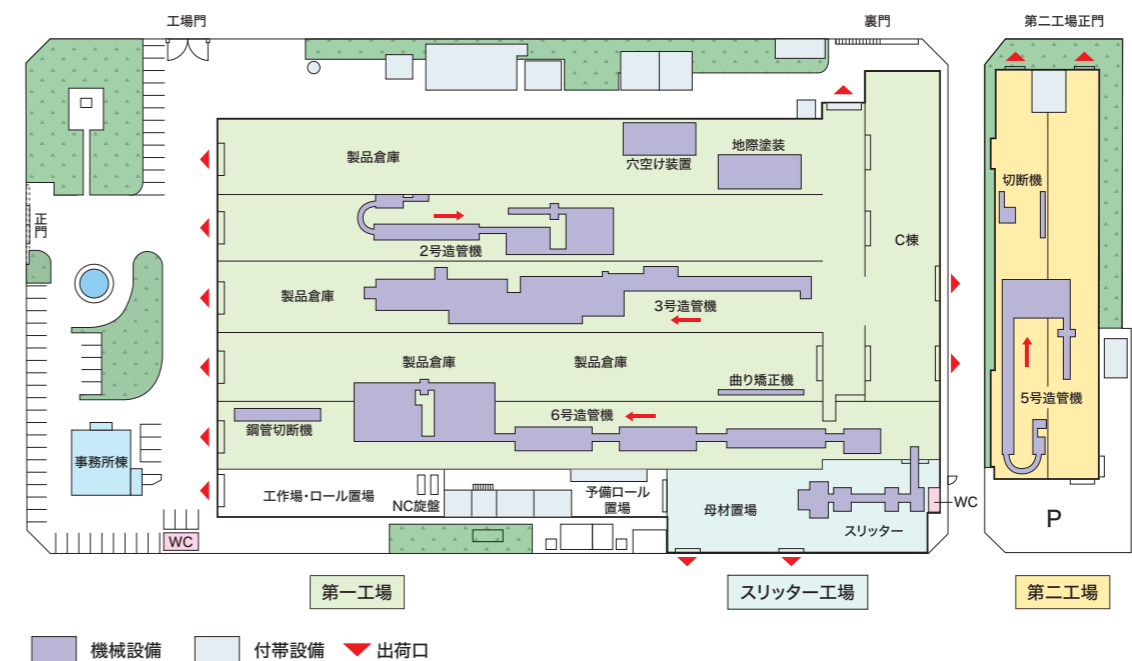 工場門
裏門
第二工場正門
製品倉庫
穴空け装置
地際塗装
切断機
正門
2号造管機
C棟
製品倉庫
3号造管機
製品倉庫
製品倉庫
曲り矯正機
5号造管機
鋼管切断機
6号造管機
事務所棟
工作場・ロール置場
NC旋盤
予備ロール
置場
母材置場
スリッター
WC
WC
P
第一工場
スリッター工場
第二工場
機械設備
付帯設備
出荷口